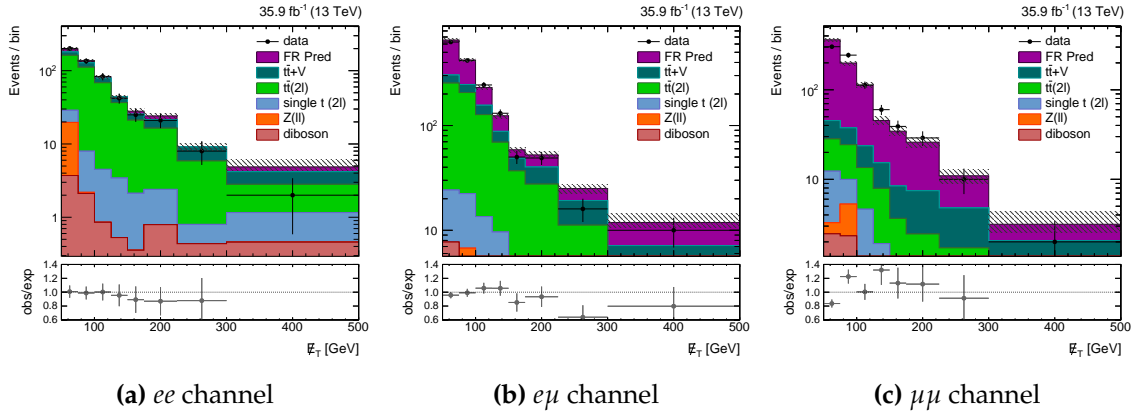 35.9 fb⁻¹ (13 TeV)
Events / bin
10²
10
1
data
FR Pred
tt̄+V
tt̄(2l)
single t (2l)
Z(ll)
diboson
obs/exp
1.4
1.2
1.0
0.8
0.6
100 200 300 400 500
E̸_T [GeV]
(a) ee channel
35.9 fb⁻¹ (13 TeV)
Events / bin
10²
10
data
FR Pred
tt̄+V
tt̄(2l)
single t (2l)
Z(ll)
diboson
obs/exp
1.4
1.2
1.0
0.8
0.6
100 200 300 400 500
E̸_T [GeV]
(b) eμ channel
35.9 fb⁻¹ (13 TeV)
Events / bin
10²
10
data
FR Pred
tt̄+V
tt̄(2l)
single t (2l)
Z(ll)
diboson
obs/exp
1.4
1.2
1.0
0.8
0.6
100 200 300 400 500
E̸_T [GeV]
(c) μμ channel